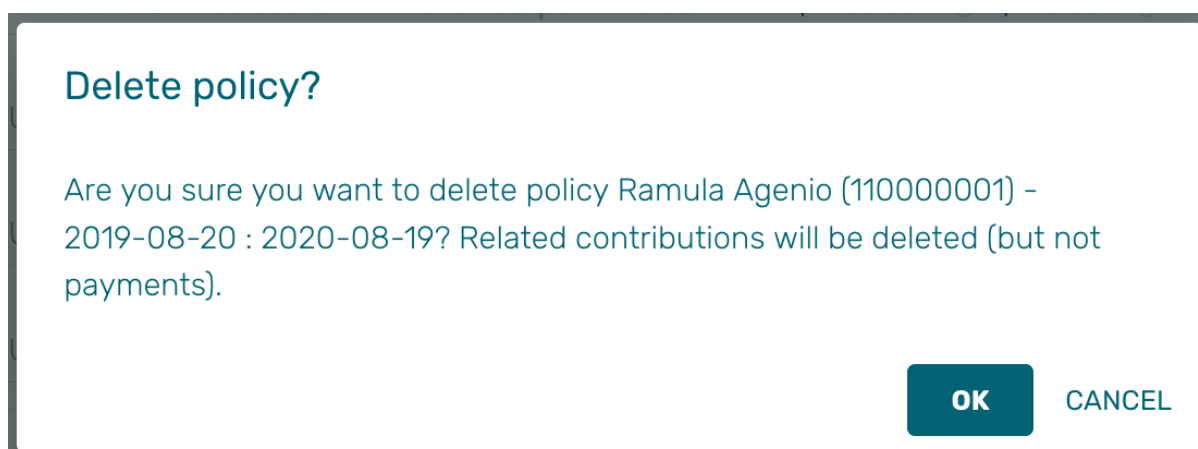 Delete policy?
Are you sure you want to delete policy Ramula Agenio (110000001) -
2019-08-20 : 2020-08-19? Related contributions will be deleted (but not
payments).
OK CANCEL